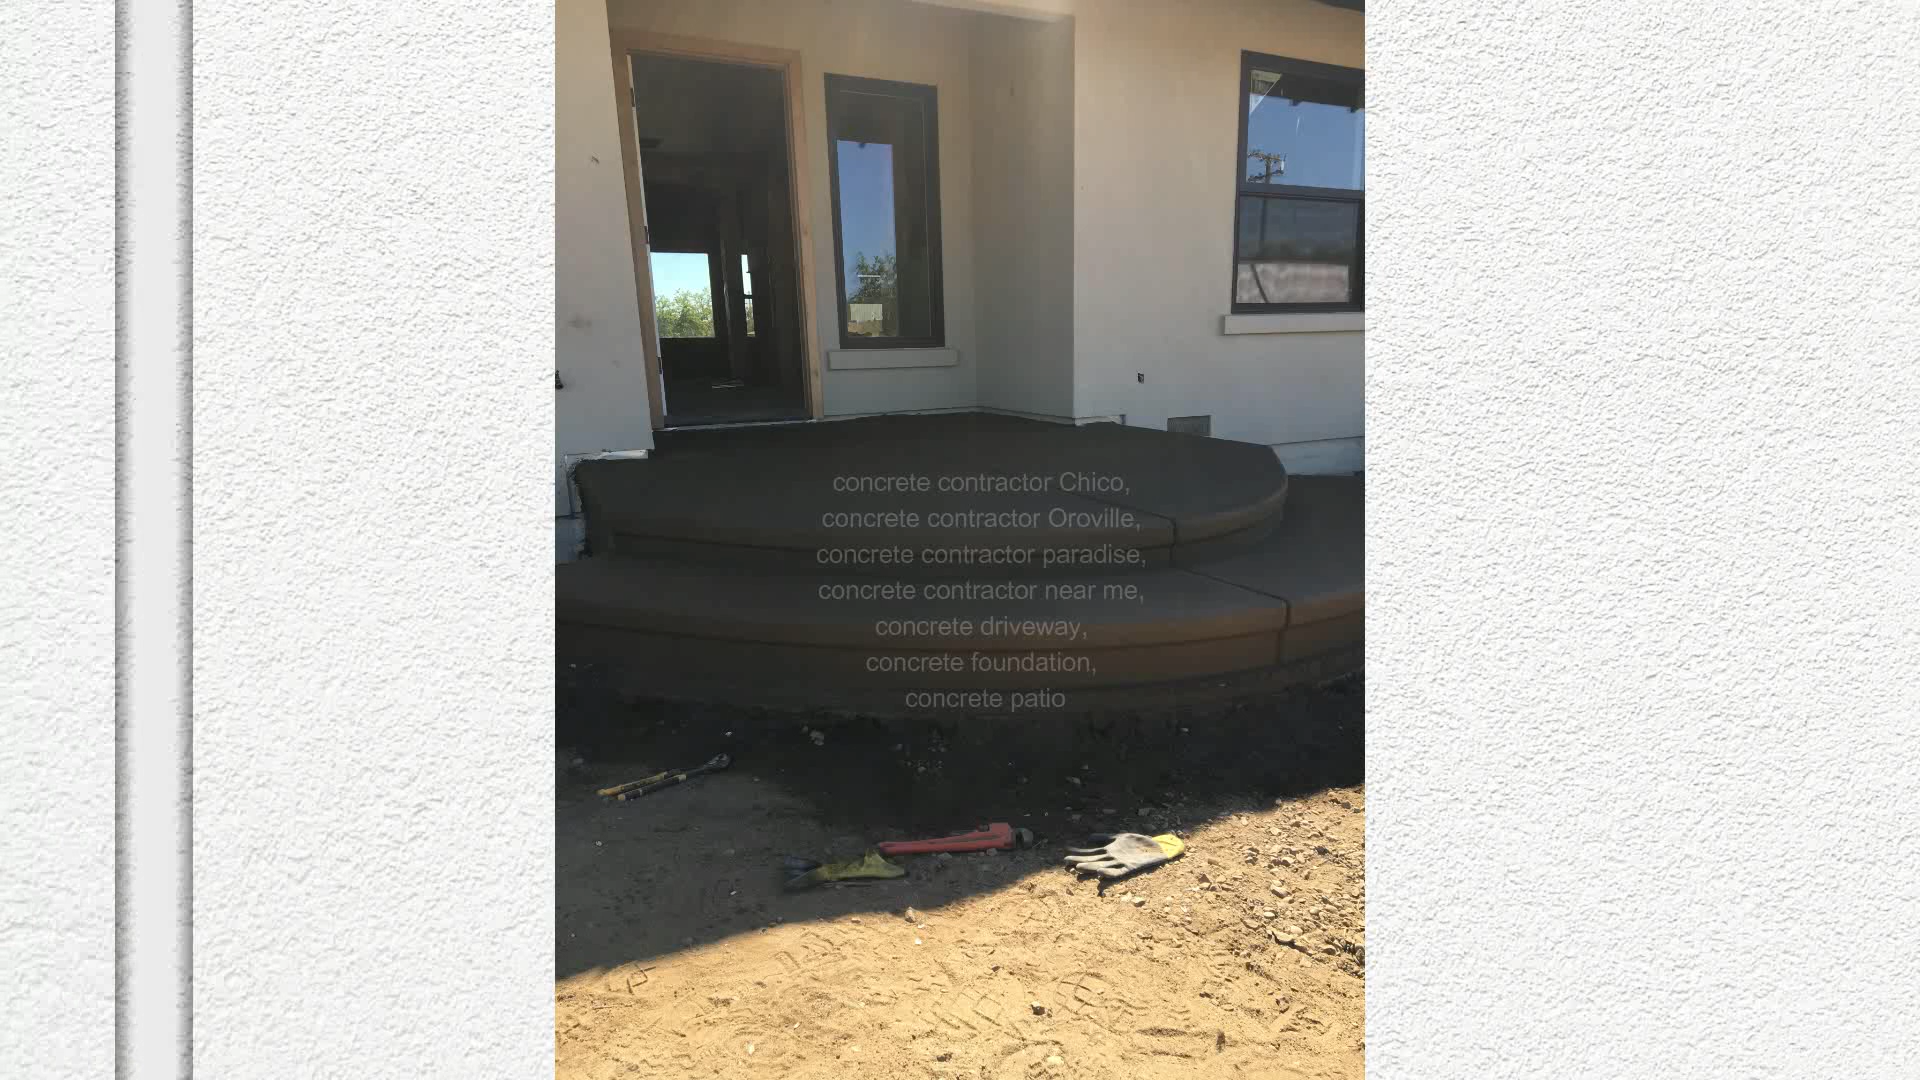 concrete contractor Chico,
concrete contractor Oroville,
concrete contractor paradise,
concrete contractor near me,
concrete driveway,
concrete foundation,
concrete patio